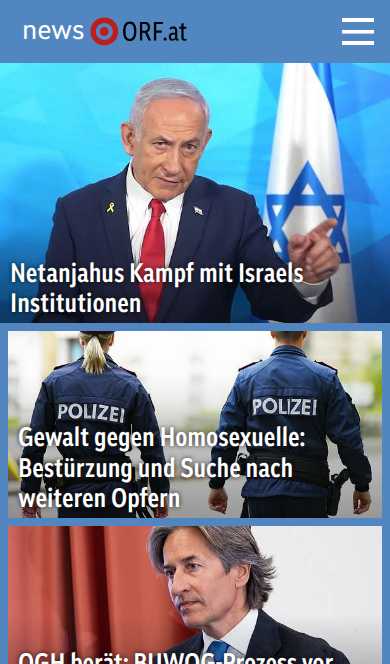 news ORF.at
Netanjahus Kampf mit Israels
Institutionen
POLIZEI
POLIZEI
Gewalt gegen Homosexuelle:
Bestürzung und Suche nach
weiteren Opfern
OGH berät: BUWOG-Prozess vor